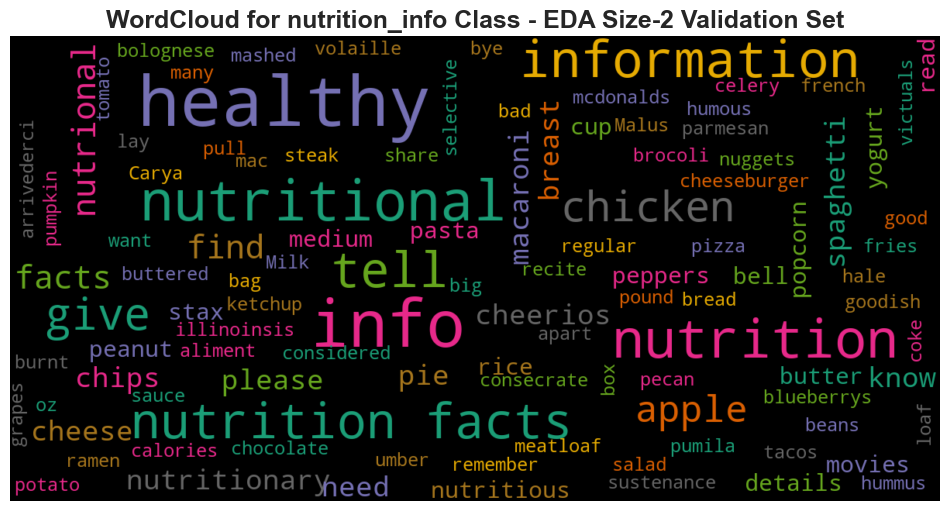 WordCloud for nutrition_info Class - EDA Size-2 Validation Set
bolognese
mashed
volaille
bye
information
read
many
tomato
nutrional
healthy
selective
celery
french
victuals
mcdonalds
humous
bad
cup
Malus
parmesan
breast
yogurt
spaghetti
arrivederci
lay
pull
mac
steak
share
macaroni
brocoli
nuggets
cheeseburger
pumpkin
Carya
nutritional
chicken
good
want
find
medium
pasta
regular
pizza
popcorn
fries
facts
buttered
Milk
bag
tell
big
recite
peppers
bell
hale
give
stax
ketchup
info
cheerios
pound
bread
goodish
illinoinsis
apart
nutrition
coke
burnt
peanut
aliment
considered
chips
please
pie
rice
consecrate
box
pecan
butter
know
grapes
oz
sauce
blueberrys
cheese
nutrition facts
apple
beans
loaf
calories
chocolate
meatloaf
pumila
tacos
ramen
umber
remember
salad
movies
potato
nutritionary
need
nutritious
sustenance
details
hummus